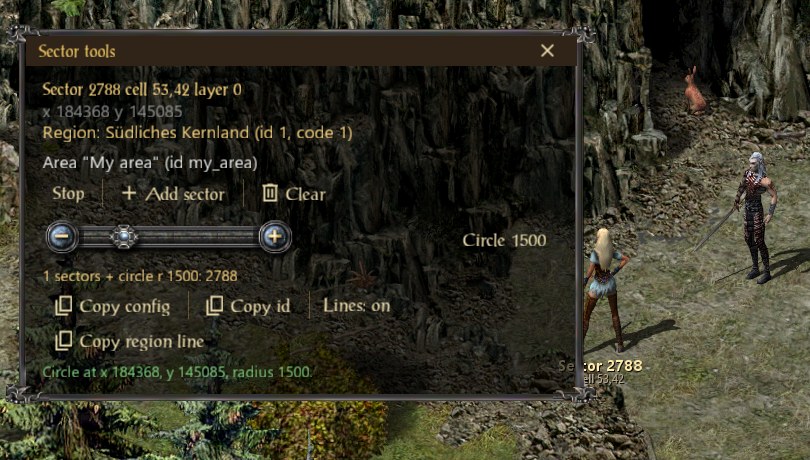 Sector tools
Sector 2788 cell 53,42 layer 0
x 184368 y 145085
Region: Südliches Kernland (id 1, code 1)
Area "My area" (id my_area)
Stop + Add sector Clear
Circle 1500
1 sectors + circle r 1500: 2788
Copy config Copy id Lines: on
Copy region line
Circle at x 184368, y 145085, radius 1500.
Sector 2788
cell 53,42